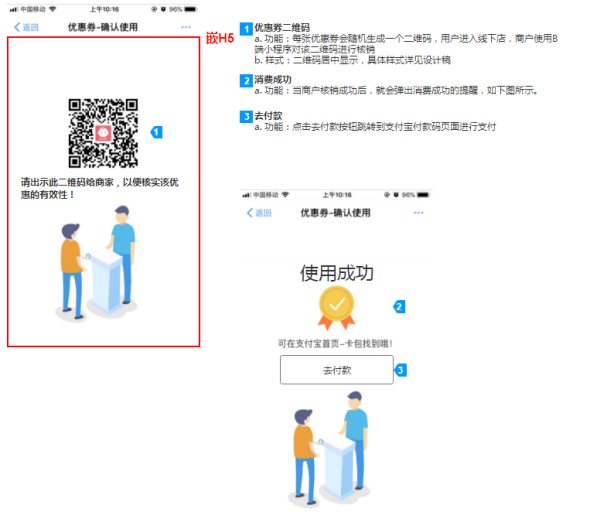 中国移动 上午10:16 96%
返回 优惠券-确认使用
嵌H5
1
请出示此二维码给商家，以便核实该优
惠的有效性！
1 优惠券二维码
a. 功能：每张优惠券会随机生成一个二维码，用户进入线下店，商户使用B
端小程序对该二维码进行核销
b. 样式：二维码居中显示，具体样式详见设计稿
2 消费成功
a. 功能：当商户核销成功后，就会弹出消费成功的提醒，如下图所示。
3 去付款
a. 功能：点击去付款按钮跳转到支付宝付款码页面进行支付
中国移动 上午10:16 96%
返回 优惠券-确认使用
使用成功
2
可在支付宝首页-卡包找到哦！
去付款
3